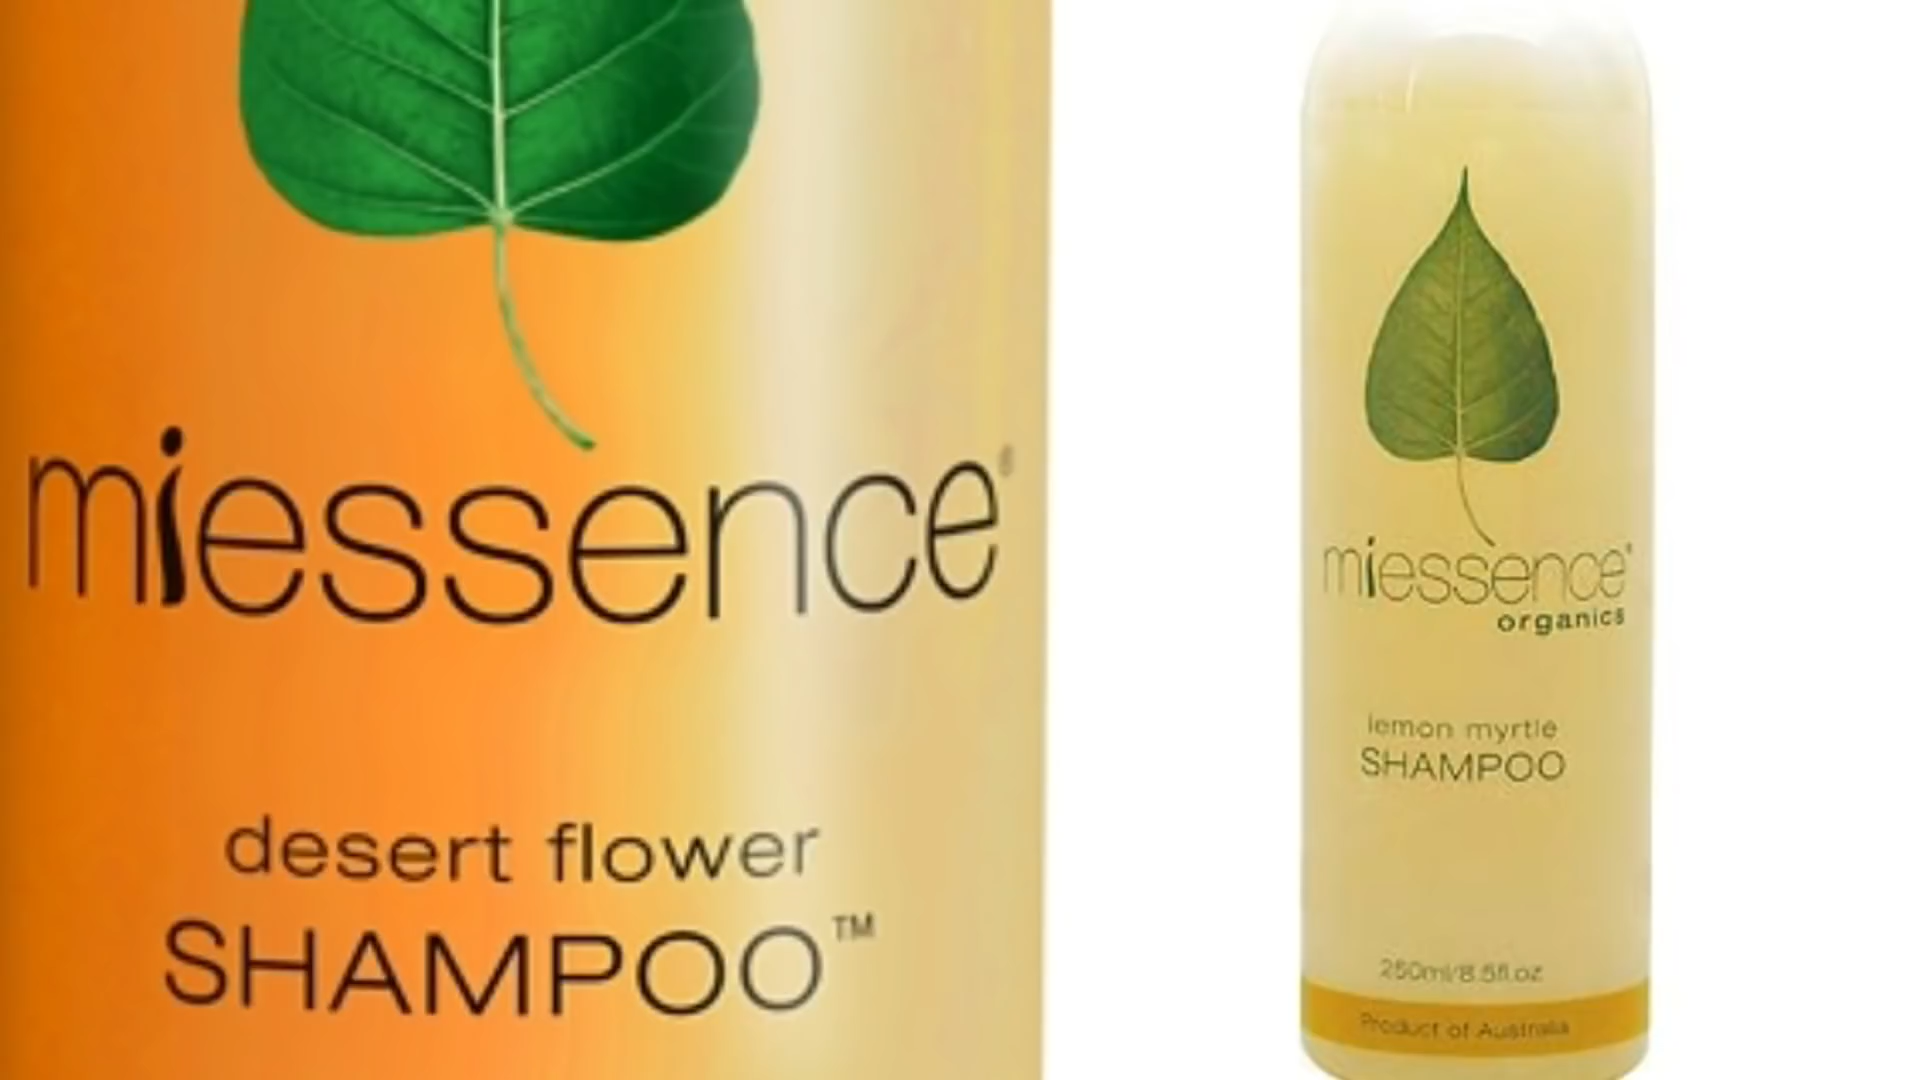 miessence®
desert flower
SHAMPOO™
miessence®
organics
lemon myrtle
SHAMPOO
250ml/8.5fl.oz
Product of Australia